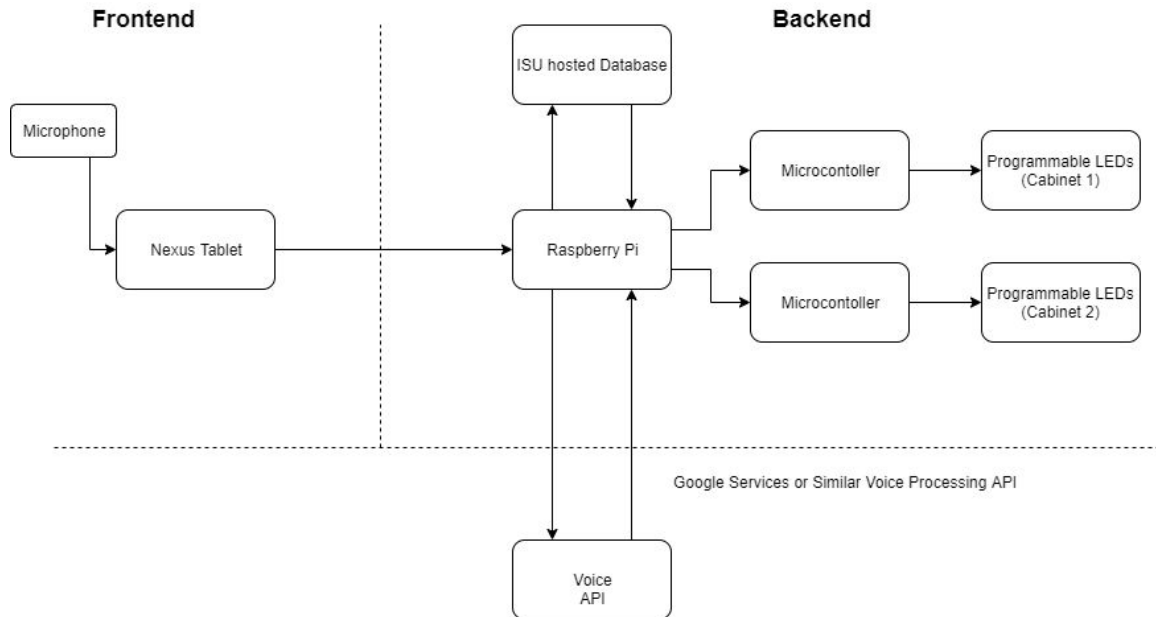 Frontend
Backend
ISU hosted Database
Microphone
Microcontoller
Programmable LEDs
(Cabinet 1)
Nexus Tablet
Raspberry Pi
Microcontoller
Programmable LEDs
(Cabinet 2)
Google Services or Similar Voice Processing API
Voice
API